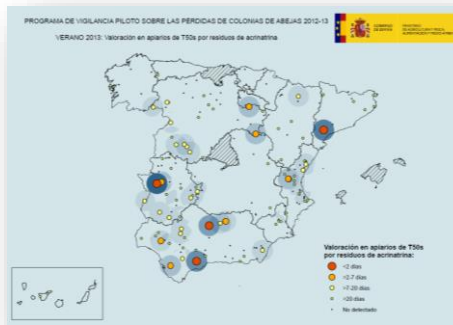 PROGRAMA DE VIGILANCIA PILOTO SOBRE LAS PÉRDIDAS DE COLONIAS DE ABEJAS 2012-13
VERANO 2013: Valoración en apiarios de T50s por residuos de acrinatrina
GOBIERNO
DE ESPAÑA
MINISTERIO
Valoración en apiarios de T50s
por residuos de acrinatrina:
<2 días
<2-7 días
<7-20 días
>20 días
No detectado